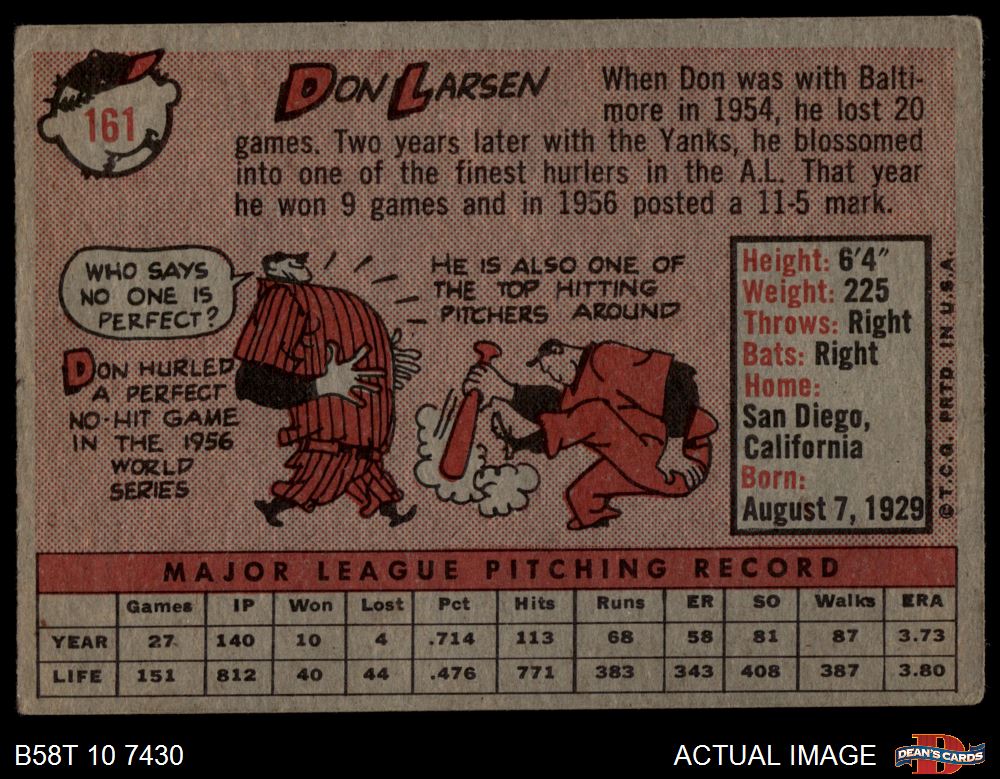 161
DON LARSEN
When Don was with Balti-
more in 1954, he lost 20
games. Two years later with the Yanks, he blossomed
into one of the finest hurlers in the A.L. That year
he won 9 games and in 1956 posted a 11-5 mark.
WHO SAYS
NO ONE IS
PERFECT?
DON HURLED
A PERFECT
NO-HIT GAME
IN THE 1956
WORLD
SERIES
HE IS ALSO ONE OF
THE TOP HITTING
PITCHERS AROUND
Height: 6'4"
Weight: 225
Throws: Right
Bats: Right
Home:
San Diego,
California
Born:
August 7, 1929
©T.C.G. PRTD. IN U.S.A.
MAJOR LEAGUE PITCHING RECORD
Games IP Won Lost Pct Hits Runs ER SO Walks ERA
YEAR 27 140 10 4 .714 113 68 58 81 87 3.73
LIFE 151 812 40 44 .476 771 383 343 408 387 3.80
B58T 10 7430
ACTUAL IMAGE
D
DEAN'S CARDS